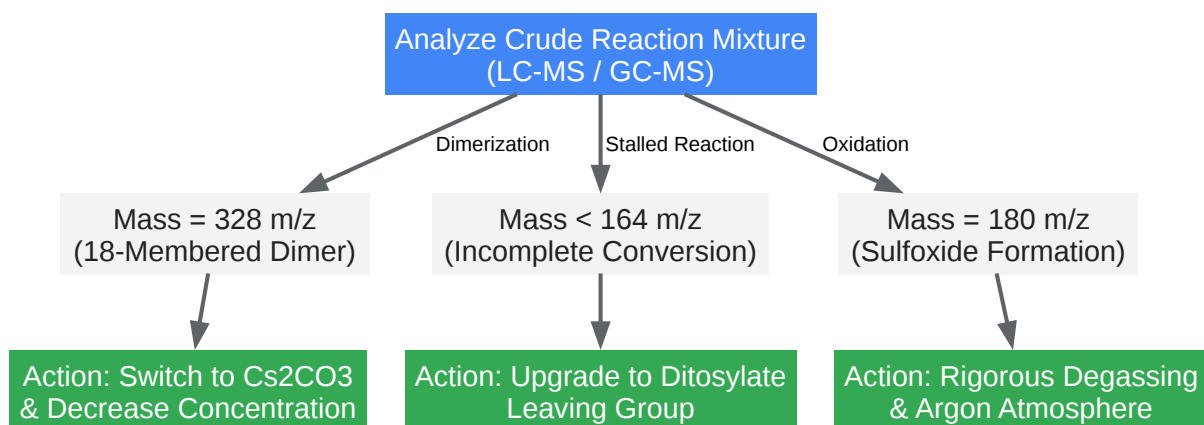 Analyze Crude Reaction Mixture
(LC-MS / GC-MS)
Dimerization
Stalled Reaction
Oxidation
Mass = 328 m/z
(18-Membered Dimer)
Mass < 164 m/z
(Incomplete Conversion)
Mass = 180 m/z
(Sulfoxide Formation)
Action: Switch to Cs2CO3
& Decrease Concentration
Action: Upgrade to Ditosylate
Leaving Group
Action: Rigorous Degassing
& Argon Atmosphere